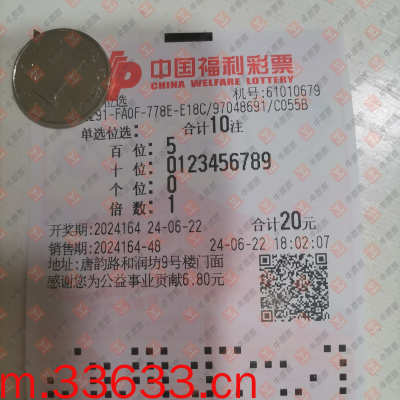 中国福利彩票
CHINA WELFARE LOTTERY
位选 机号:61010679
91-FA0F-778E-E18C/97048691/C055B
单选位选: 合计10注
百 位: 5
十 位: 0123456789
个 位: 0
倍 数: 1
开奖期:2024164 24-06-22 合计20元
销售期:2024164-48 24-06-22 18:02:07
地址:唐韵路和润坊9号楼门面
感谢您为公益事业贡献6.80元
m.33633.cn